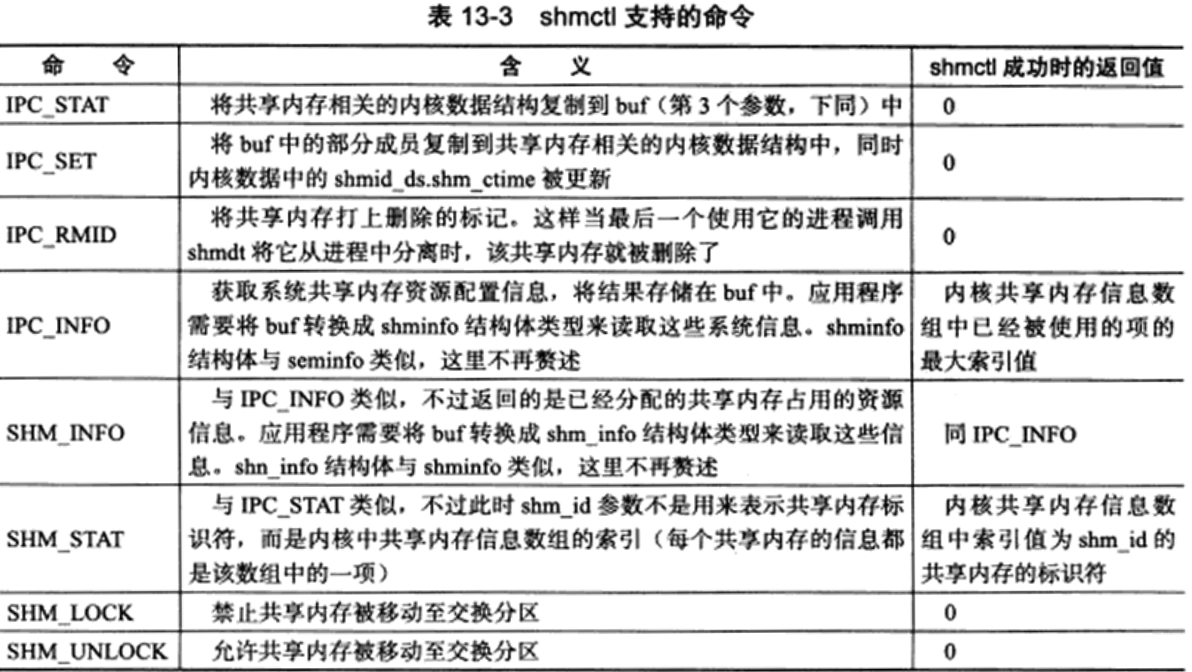 表 13-3 shmctl 支持的命令
命 令 含 义 shmctl 成功时的返回值
IPC_STAT 将共享内存相关的内核数据结构复制到 buf（第 3 个参数，下同）中 0
IPC_SET 将 buf 中的部分成员复制到共享内存相关的内核数据结构中，同时
内核数据中的 shmid_ds.shm_ctime 被更新 0
IPC_RMID 将共享内存打上删除的标记。这样当最后一个使用它的进程调用
shmdt 将它从进程中分离时，该共享内存就被删除了 0
IPC_INFO 获取系统共享内存资源配置信息，将结果存储在 buf 中。应用程序
需要将 buf 转换成 shminfo 结构体类型来读取这些系统信息。shminfo
结构体与 seminfo 类似，这里不再赘述
内核共享内存信息数
组中已经被使用的项的
最大索引值
SHM_INFO 与 IPC_INFO 类似，不过返回的是已经分配的共享内存占用的资源
信息。应用程序需要将 buf 转换成 shm_info 结构体类型来读取这些信
息。shn_info 结构体与 shminfo 类似，这里不再赘述
同 IPC_INFO
SHM_STAT 与 IPC_STAT 类似，不过此时 shm_id 参数不是用来表示共享内存标
识符，而是内核中共享内存信息数组的索引（每个共享内存的信息都
是该数组中的一项）
内核共享内存信息数
组中索引值为 shm_id 的
共享内存的标识符
SHM_LOCK 禁止共享内存被移动至交换分区 0
SHM_UNLOCK 允许共享内存被移动至交换分区 0